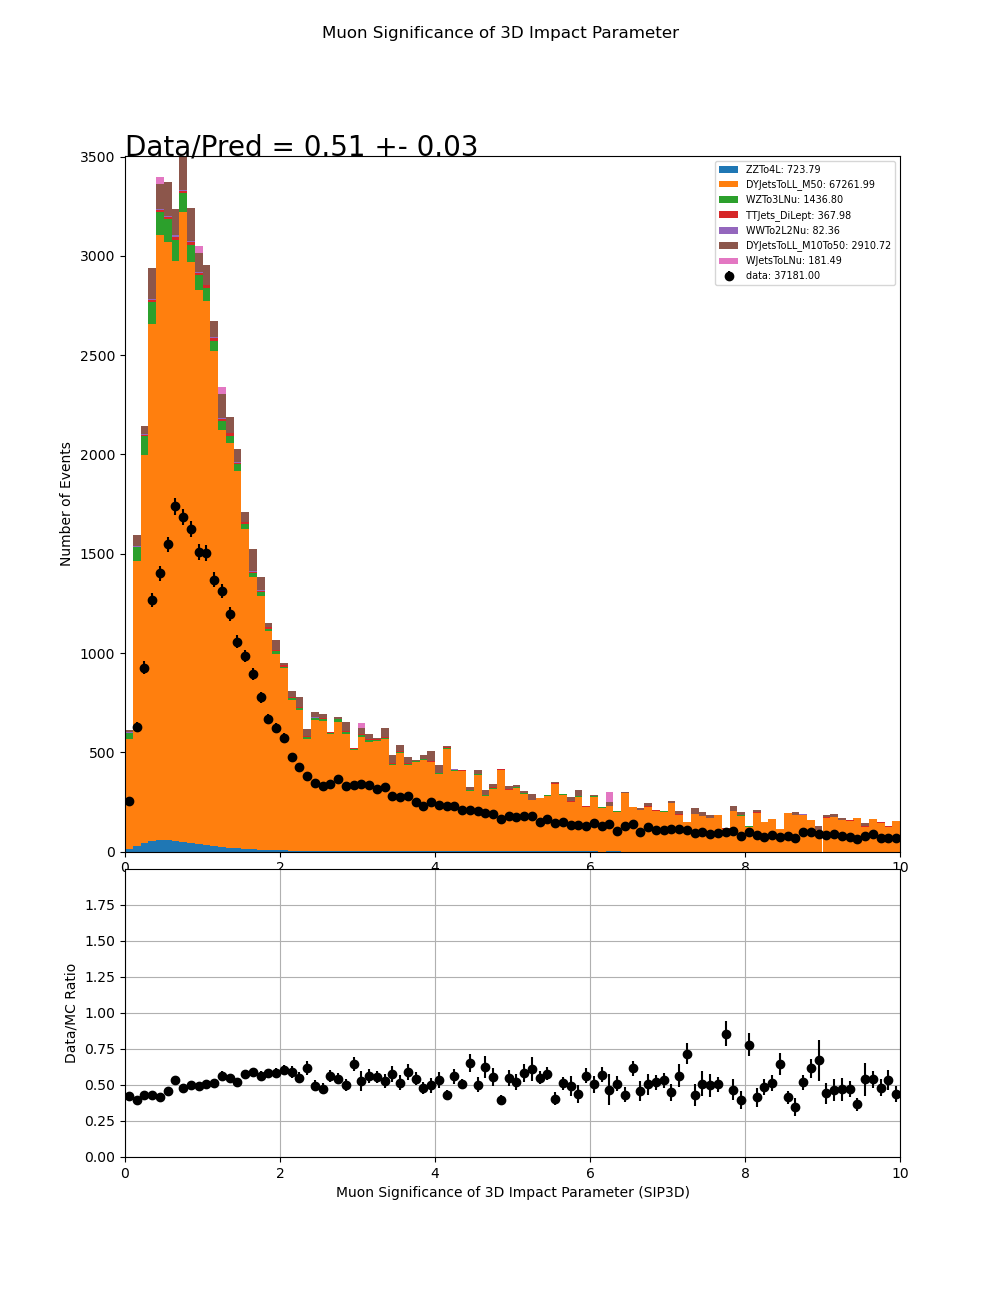 Muon Significance of 3D Impact Parameter
Data/Pred = 0.51 +- 0.03
3500
3000
2500
2000
1500
1000
500
0
Number of Events
ZZTo4L: 723.79
DYJetsToLL_M50: 67261.99
WZTo3LNu: 1436.80
TTJets_DiLept: 367.98
WWTo2L2Nu: 82.36
DYJetsToLL_M10To50: 2910.72
WJetsToLNu: 181.49
data: 37181.00
0 2 4 6 8 10
1.75
1.50
1.25
1.00
0.75
0.50
0.25
0.00
Data/MC Ratio
0 2 4 6 8 10
Muon Significance of 3D Impact Parameter (SIP3D)